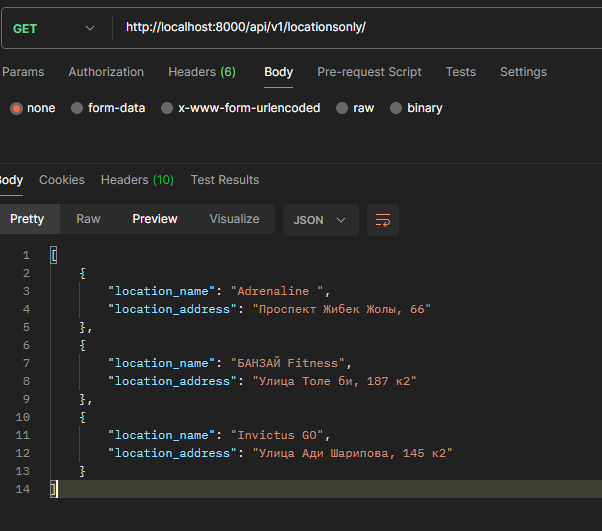 GET http://localhost:8000/api/v1/locationsonly/
Params Authorization Headers (6) Body Pre-request Script Tests Settings
none form-data x-www-form-urlencoded raw binary
Body Cookies Headers (10) Test Results
Pretty Raw Preview Visualize JSON
1 [
2 {
3 "location_name": "Adrenaline ",
4 "location_address": "Проспект Жибек Жолы, 66"
5 },
6 {
7 "location_name": "БАНЗАЙ Fitness",
8 "location_address": "Улица Толе би, 187 к2"
9 },
10 {
11 "location_name": "Invictus GO",
12 "location_address": "Улица Ади Шарипова, 145 к2"
13 }
14 ]